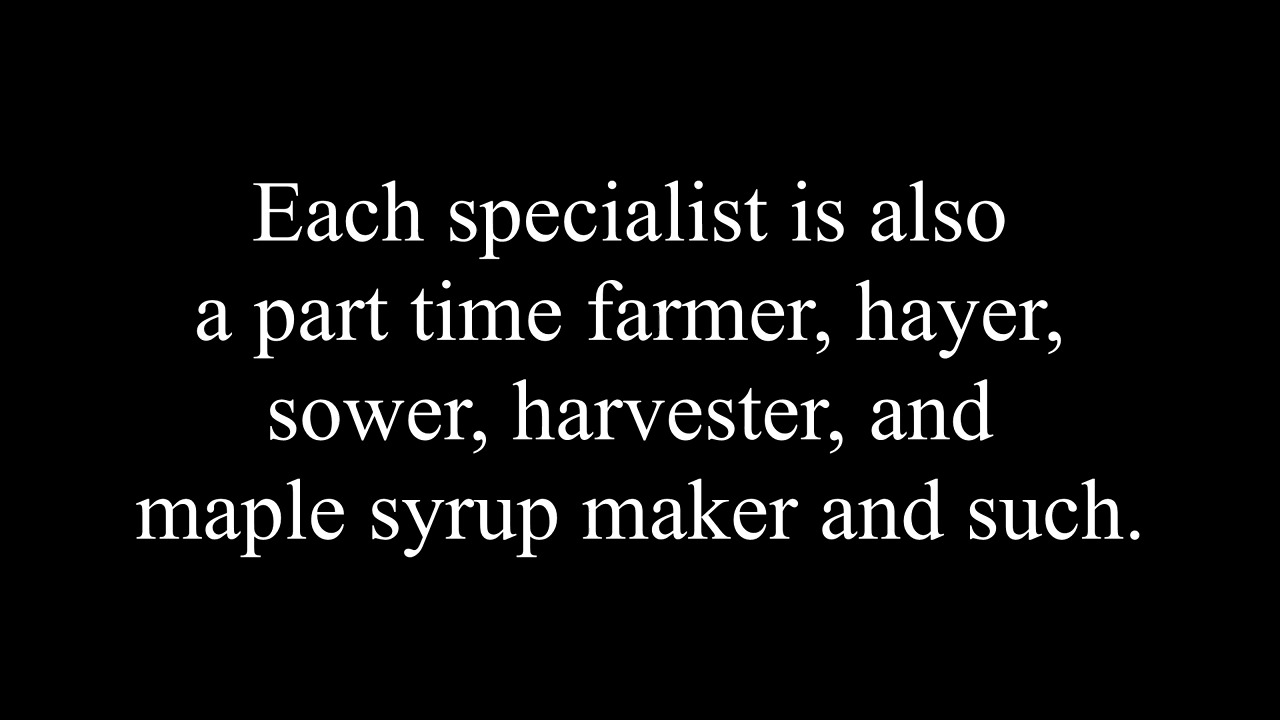 Each specialist is also
a part time farmer, hayer,
sower, harvester, and
maple syrup maker and such.